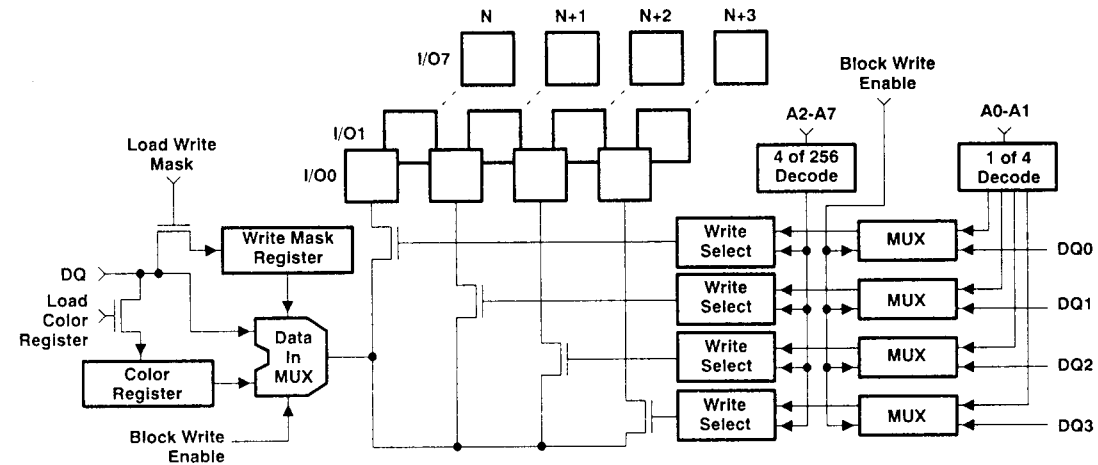 N N+1 N+2 N+3
I/O7
Block Write
Enable
A2-A7 A0-A1
I/O1
Load Write
Mask
4 of 256
Decode
1 of 4
Decode
I/O0
Write Mask
Register
Write
Select
MUX
DQ0
DQ
Load
Color
Register
Write
Select
MUX
DQ1
Data
In
MUX
Write
Select
MUX
DQ2
Color
Register
Write
Select
MUX
DQ3
Block Write
Enable